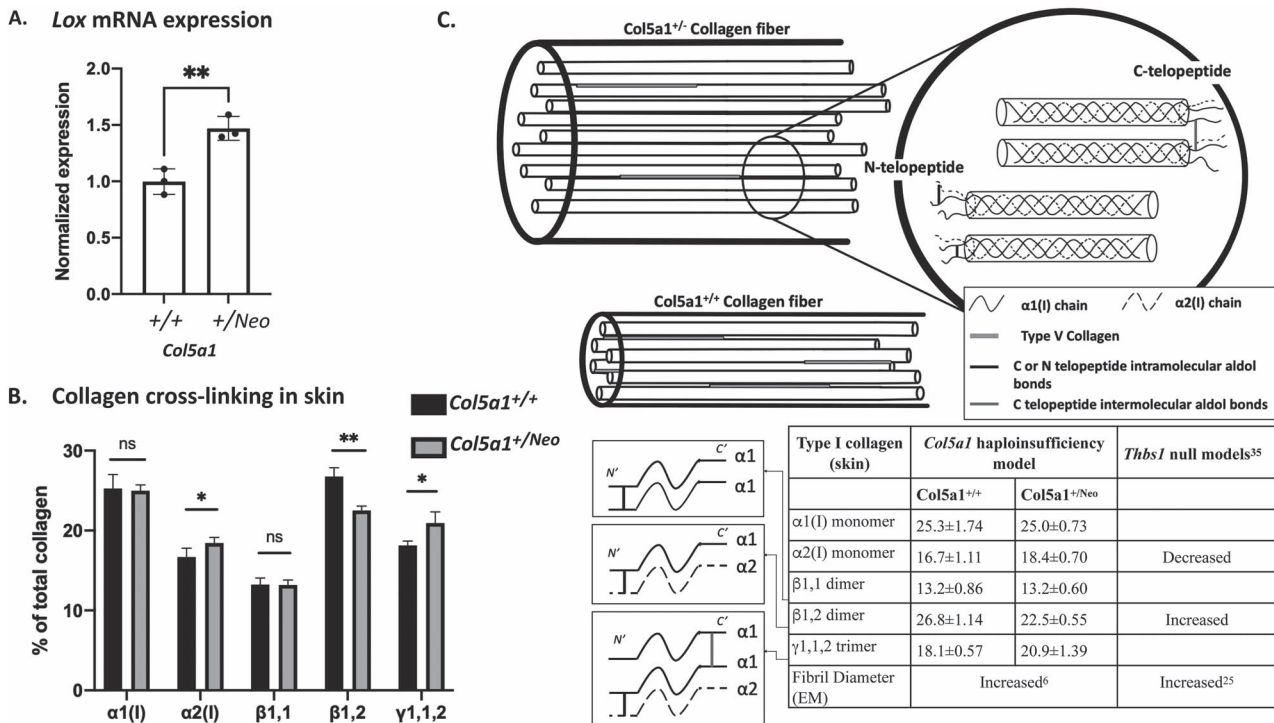 A. Lox mRNA expression
Normalized expression
2.0
1.5
1.0
0.5
0.0
**
+/+
+/Neo
Col5a1
B. Collagen cross-linking in skin
Col5a1+/+
Col5a1+/Neo
% of total collagen
30
20
10
0
ns
*
ns
**
*
α1(I)
α2(I)
β1,1
β1,2
γ1,1,2
C.
Col5a1+/- Collagen fiber
C-telopeptide
N-telopeptide
Col5a1+/+ Collagen fiber
α1(I) chain
α2(I) chain
Type V Collagen
C or N telopeptide intramolecular aldol
bonds
C telopeptide intermolecular aldol bonds
N'
C'
α1
α1
N'
C'
α1
α2
N'
C'
α1
α1
α2
Type I collagen
(skin)
Col5a1 haploinsufficiency
model
Thbs1 null models35
Col5a1+/+
Col5a1+/Neo
α1(I) monomer
25.3±1.74
25.0±0.73
α2(I) monomer
16.7±1.11
18.4±0.70
Decreased
β1,1 dimer
13.2±0.86
13.2±0.60
β1,2 dimer
26.8±1.14
22.5±0.55
Increased
γ1,1,2 trimer
18.1±0.57
20.9±1.39
Fibril Diameter
(EM)
Increased6
Increased25